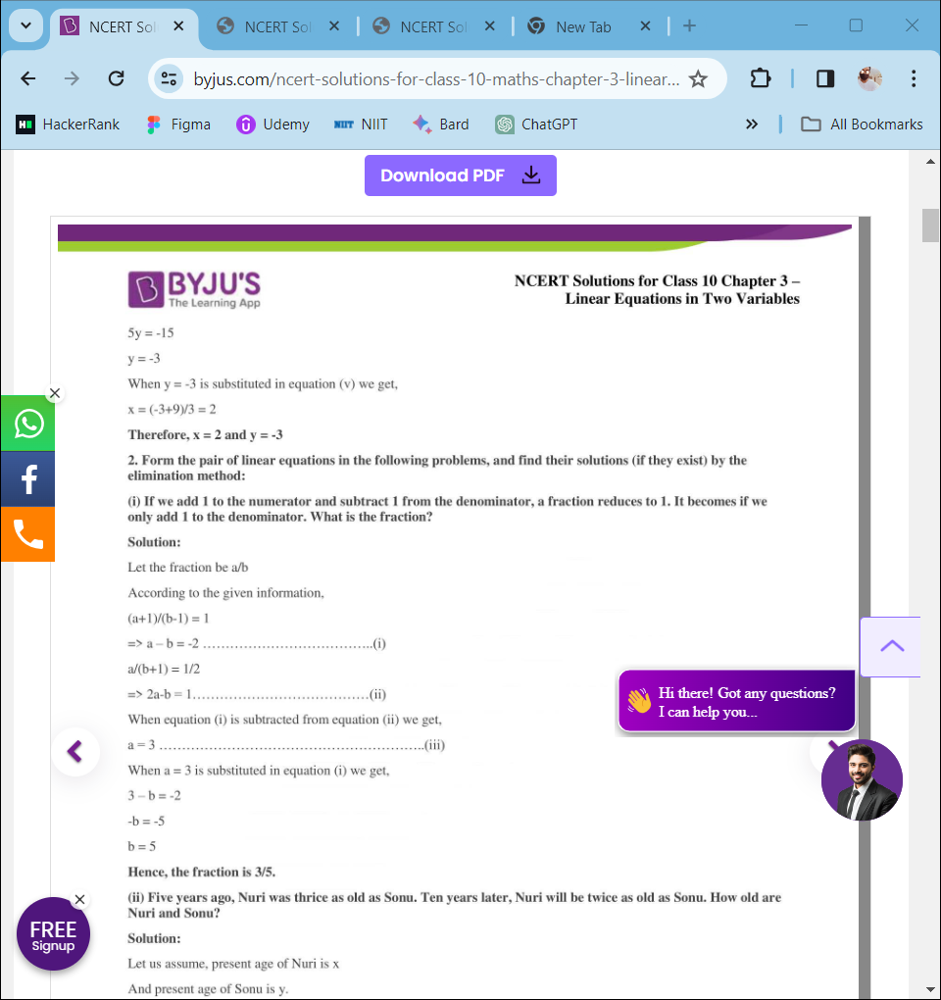 NCERT Sol
NCERT Sol
NCERT Sol
New Tab
byjus.com/ncert-solutions-for-class-10-maths-chapter-3-linear...
HackerRank
Figma
Udemy
NIIT NIIT
Bard
ChatGPT
All Bookmarks
Download PDF
BYJU'S
The Learning App
NCERT Solutions for Class 10 Chapter 3 –
Linear Equations in Two Variables
5y = -15
y = -3
When y = -3 is substituted in equation (v) we get,
x = (-3+9)/3 = 2
Therefore, x = 2 and y = -3
2. Form the pair of linear equations in the following problems, and find their solutions (if they exist) by the
elimination method:
(i) If we add 1 to the numerator and subtract 1 from the denominator, a fraction reduces to 1. It becomes if we
only add 1 to the denominator. What is the fraction?
Solution:
Let the fraction be a/b
According to the given information,
(a+1)/(b-1) = 1
=> a – b = -2 ………………………………..(i)
a/(b+1) = 1/2
=> 2a-b = 1…………………………………(ii)
When equation (i) is subtracted from equation (ii) we get,
a = 3 …………………………………………………..(iii)
When a = 3 is substituted in equation (i) we get,
3 – b = -2
-b = -5
b = 5
Hence, the fraction is 3/5.
(ii) Five years ago, Nuri was thrice as old as Sonu. Ten years later, Nuri will be twice as old as Sonu. How old are
Nuri and Sonu?
Solution:
Let us assume, present age of Nuri is x
And present age of Sonu is y.
Hi there! Got any questions?
I can help you...
FREE
Signup